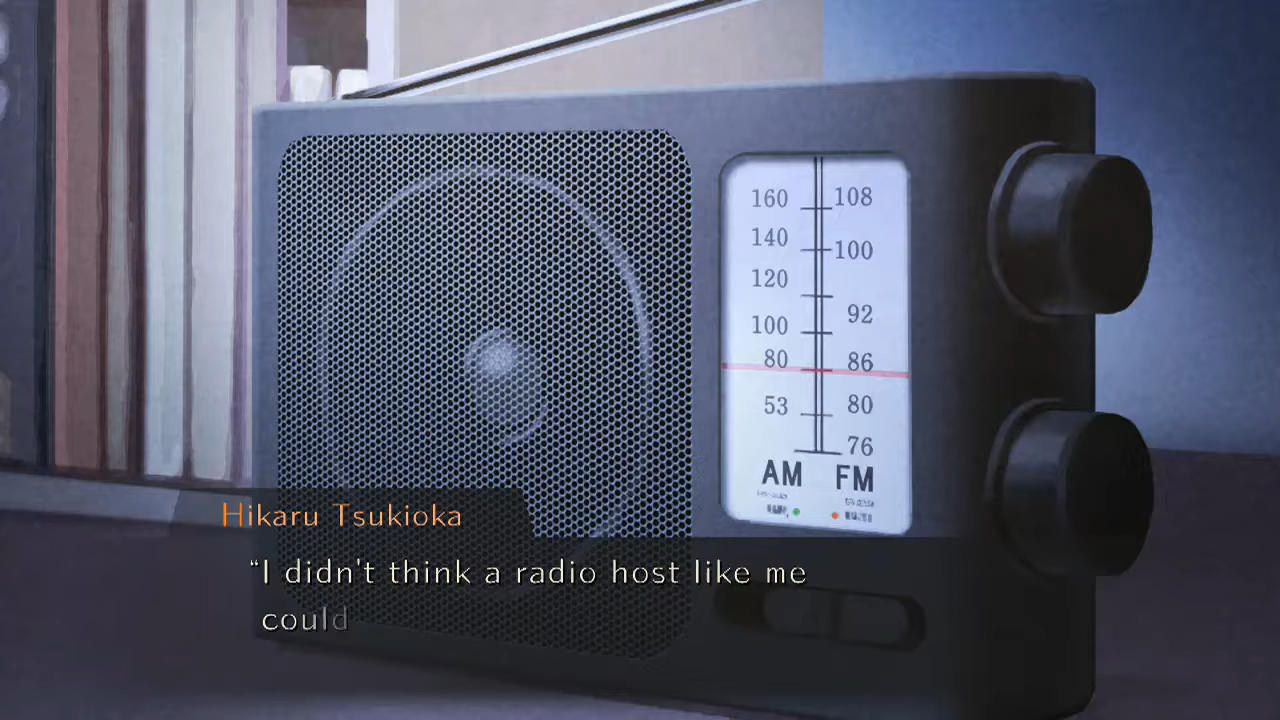 160 108
140 100
120
100 92
80 86
53 80
76
AM FM
Hikaru Tsukioka
“I didn't think a radio host like me
could